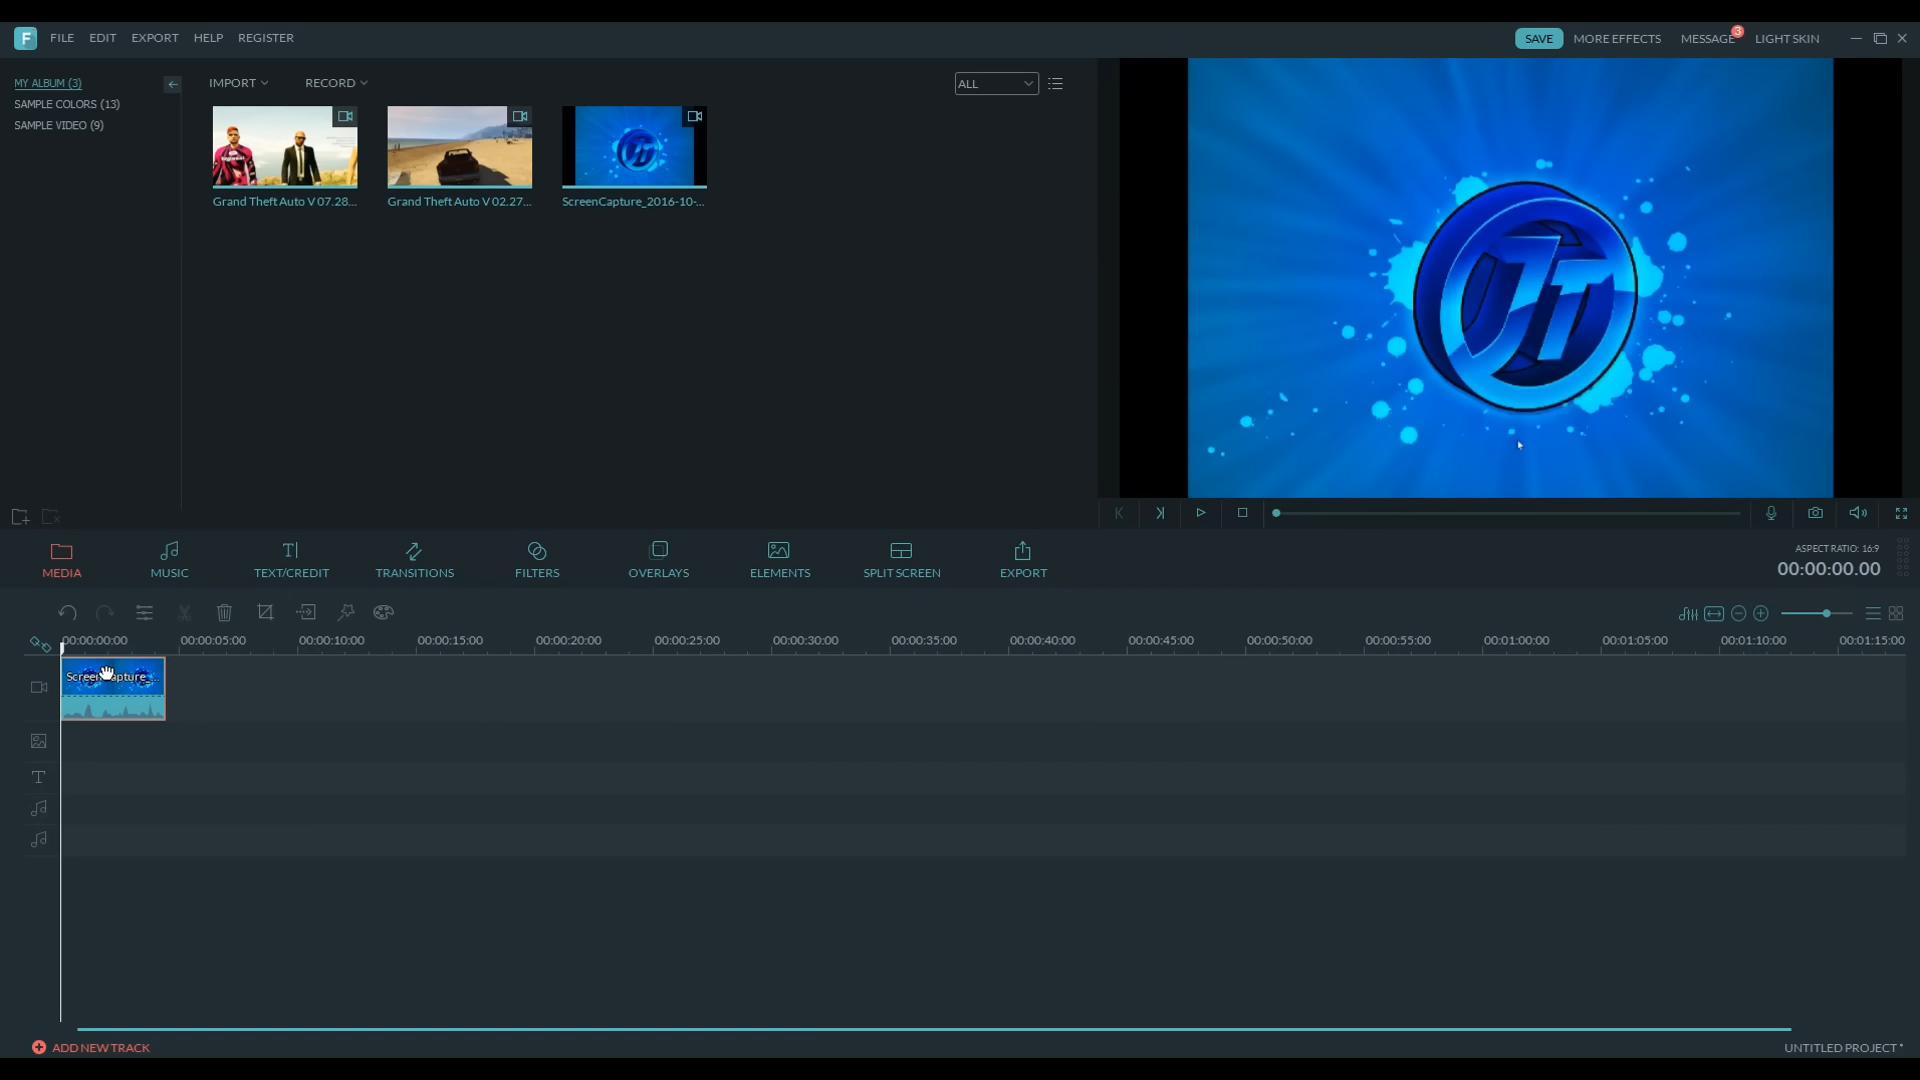 F FILE EDIT EXPORT HELP REGISTER SAVE MORE EFFECTS MESSAGE 3 LIGHT SKIN
MY ALBUM (3)
SAMPLE COLORS (13)
SAMPLE VIDEO (9)
IMPORT RECORD ALL
Grand Theft Auto V 07.28... Grand Theft Auto V 02.27... ScreenCapture_2016-10-...
JT
MEDIA MUSIC TEXT/CREDIT TRANSITIONS FILTERS OVERLAYS ELEMENTS SPLIT SCREEN EXPORT
ASPECT RATIO: 16:9
00:00:00.00
00:00:00:00 00:00:05:00 00:00:10:00 00:00:15:00 00:00:20:00 00:00:25:00 00:00:30:00 00:00:35:00 00:00:40:00 00:00:45:00 00:00:50:00 00:00:55:00 00:01:00:00 00:01:05:00 00:01:10:00 00:01:15:00
ScreenCapture_...
ADD NEW TRACK UNTITLED PROJECT *